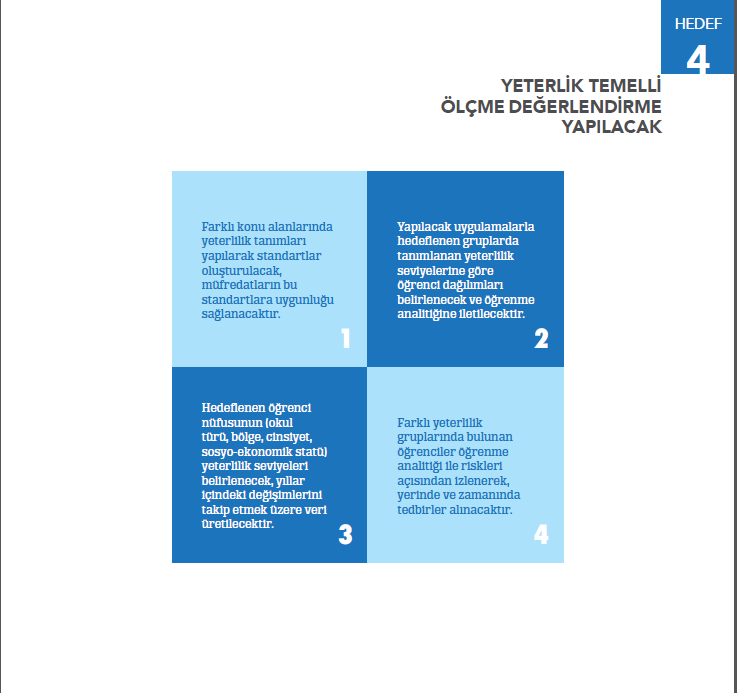 HEDEF
4
YETERLİK TEMELLİ
ÖLÇME DEĞERLENDİRME
YAPILACAK
Farklı konu alanlarında
yeterlilik tanımları
yapılarak standartlar
oluşturulacak,
müfredatların bu
standartlara uygunluğu
sağlanacaktır.
1
Yapılacak uygulamalarla
hedeflenen gruplarda
tanımlanan yeterlilik
seviyelerine göre
öğrenci dağılımları
belirlenecek ve öğrenme
analitiğine iletilecektir.
2
Hedeflenen öğrenci
nüfusunun (okul
türü, bölge, cinsiyet,
sosyo-ekonomik statü)
yeterlilik seviyeleri
belirlenecek, yıllar
içindeki değişimlerini
takip etmek üzere veri
üretilecektir.
3
Farklı yeterlilik
gruplarında bulunan
öğrenciler öğrenme
analitiği ile riskleri
açısından izlenerek,
yerinde ve zamanında
tedbirler alınacaktır.
4